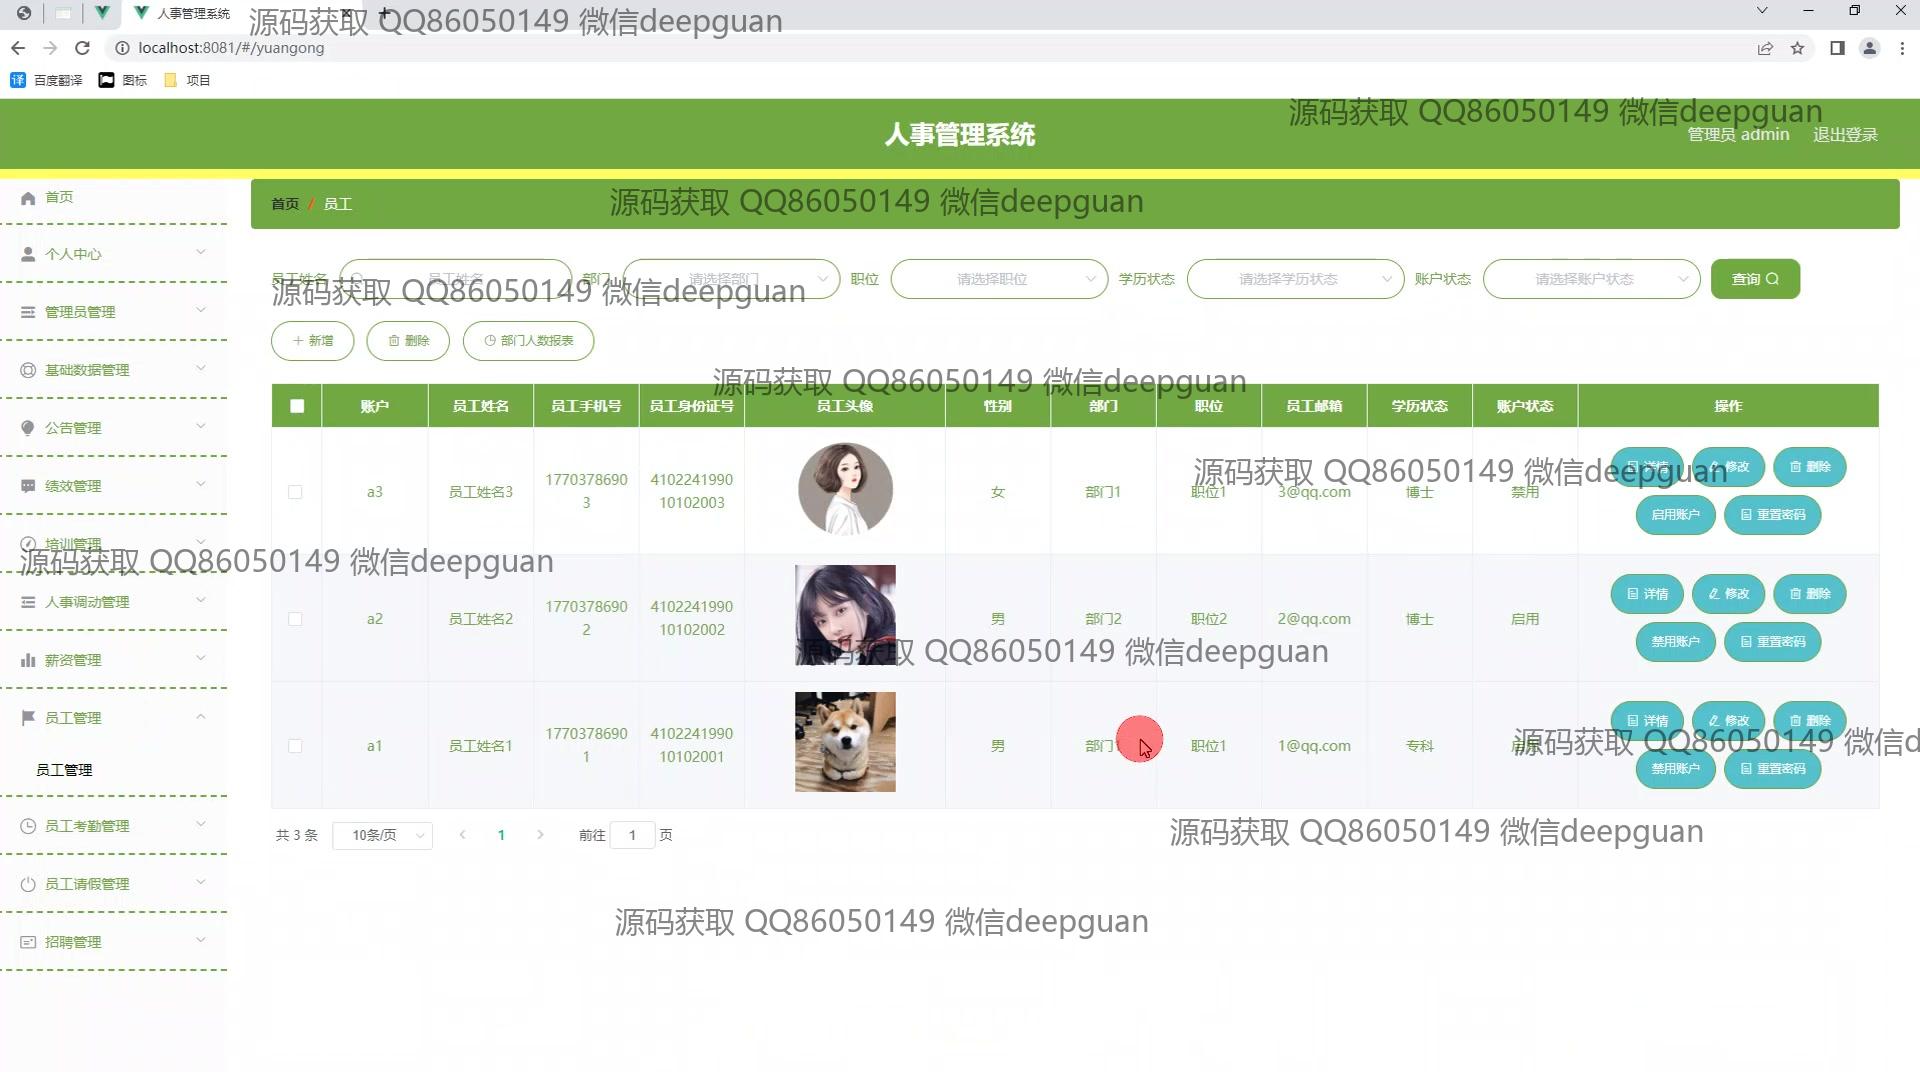 人事管理系统
源码获取 QQ86050149 微信deepguan
localhost:8081/#/yuangong
百度翻译 图标 项目
源码获取 QQ86050149 微信deepguan
人事管理系统
管理员 admin 退出登录
首页
个人中心
管理员管理
基础数据管理
公告管理
绩效管理
培训管理
源码获取 QQ86050149 微信deepguan
人事调动管理
薪资管理
员工管理
员工管理
员工考勤管理
员工请假管理
招聘管理
首页 / 员工
源码获取 QQ86050149 微信deepguan
员工姓名 员工姓名 部门 请选择部门 职位 请选择职位 学历状态 请选择学历状态 账户状态 请选择账户状态 查询
源码获取 QQ86050149 微信deepguan
新增 删除 部门人数报表
源码获取 QQ86050149 微信deepguan
账户 员工姓名 员工手机号 员工身份证号 员工头像 性别 部门 职位 员工邮箱 学历状态 账户状态 操作
源码获取 QQ86050149 微信deepguan
a3 员工姓名3 17703786903 410224199010102003 女 部门1 职位1 3@qq.com 博士 禁用 详情 修改 删除
启用账户 重置密码
a2 员工姓名2 17703786902 410224199010102002 男 部门2 职位2 2@qq.com 博士 启用 详情 修改 删除
禁用账户 重置密码
源码获取 QQ86050149 微信deepguan
a1 员工姓名1 17703786901 410224199010102001 男 部门1 职位1 1@qq.com 专科 启用 详情 修改 删除
源码获取 QQ86050149 微信d
禁用账户 重置密码
共 3 条 10条/页 1 前往 1 页
源码获取 QQ86050149 微信deepguan
源码获取 QQ86050149 微信deepguan